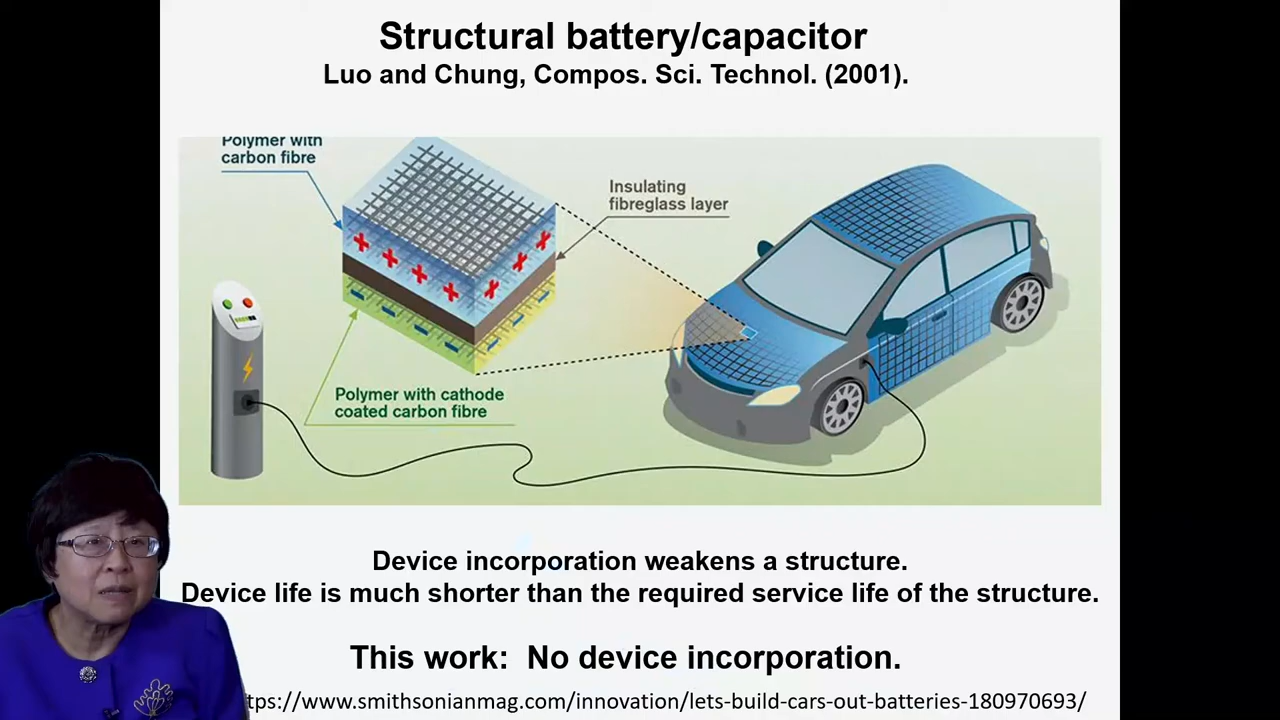 Structural battery/capacitor
Luo and Chung, Compos. Sci. Technol. (2001).
Polymer with
carbon fibre
Insulating
fibreglass layer
Polymer with cathode
coated carbon fibre
Device incorporation weakens a structure.
Device life is much shorter than the required service life of the structure.
This work: No device incorporation.
tps://www.smithsonianmag.com/innovation/lets-build-cars-out-batteries-180970693/